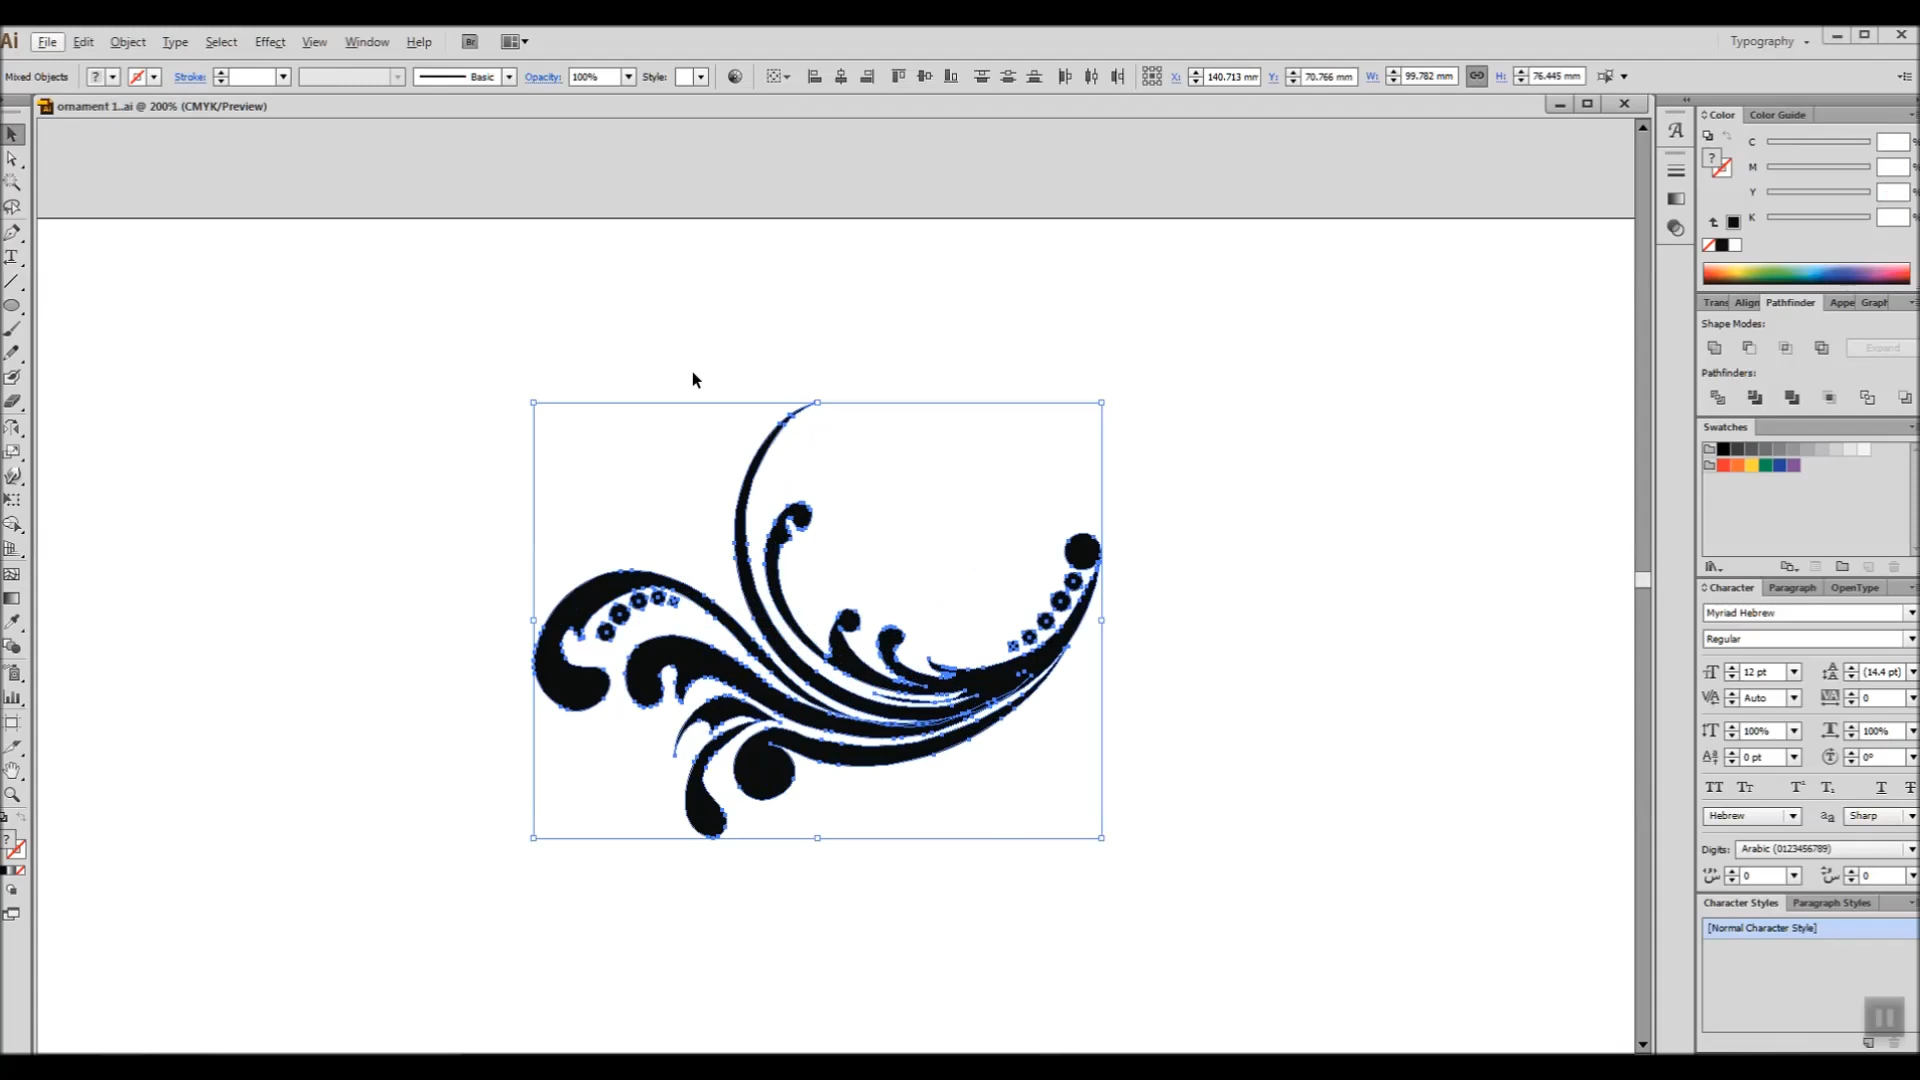 Ai File Edit Object Type Select Effect View Window Help Br Typography
Mixed Objects ? Stroke: Basic Opacity: 100% Style: X: 140.713 mm Y: 70.766 mm W: 99.782 mm H: 76.445 mm
ornament 1..ai @ 200% (CMYK/Preview)
Color Color Guide
C %
? M %
Y %
K %
Trans Align Pathfinder Appe Graph
Shape Modes:
Expand
Pathfinders:
Swatches
Character Paragraph OpenType
Myriad Hebrew
Regular
12 pt (14.4 pt)
Auto 0
100% 100%
0 pt 0°
Hebrew Sharp
Digits: Arabic (0123456789)
0 0
Character Styles Paragraph Styles
[Normal Character Style]